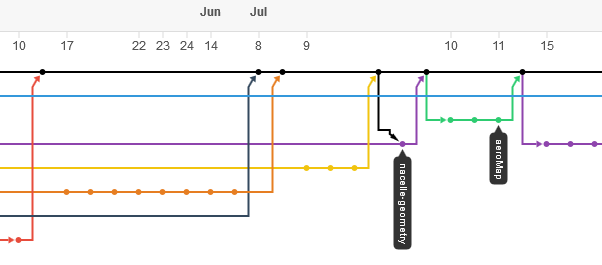 Jun Jul
10 17 22 23 24 14 8 9 10 11 15
nacelle-geometry
aeroMap